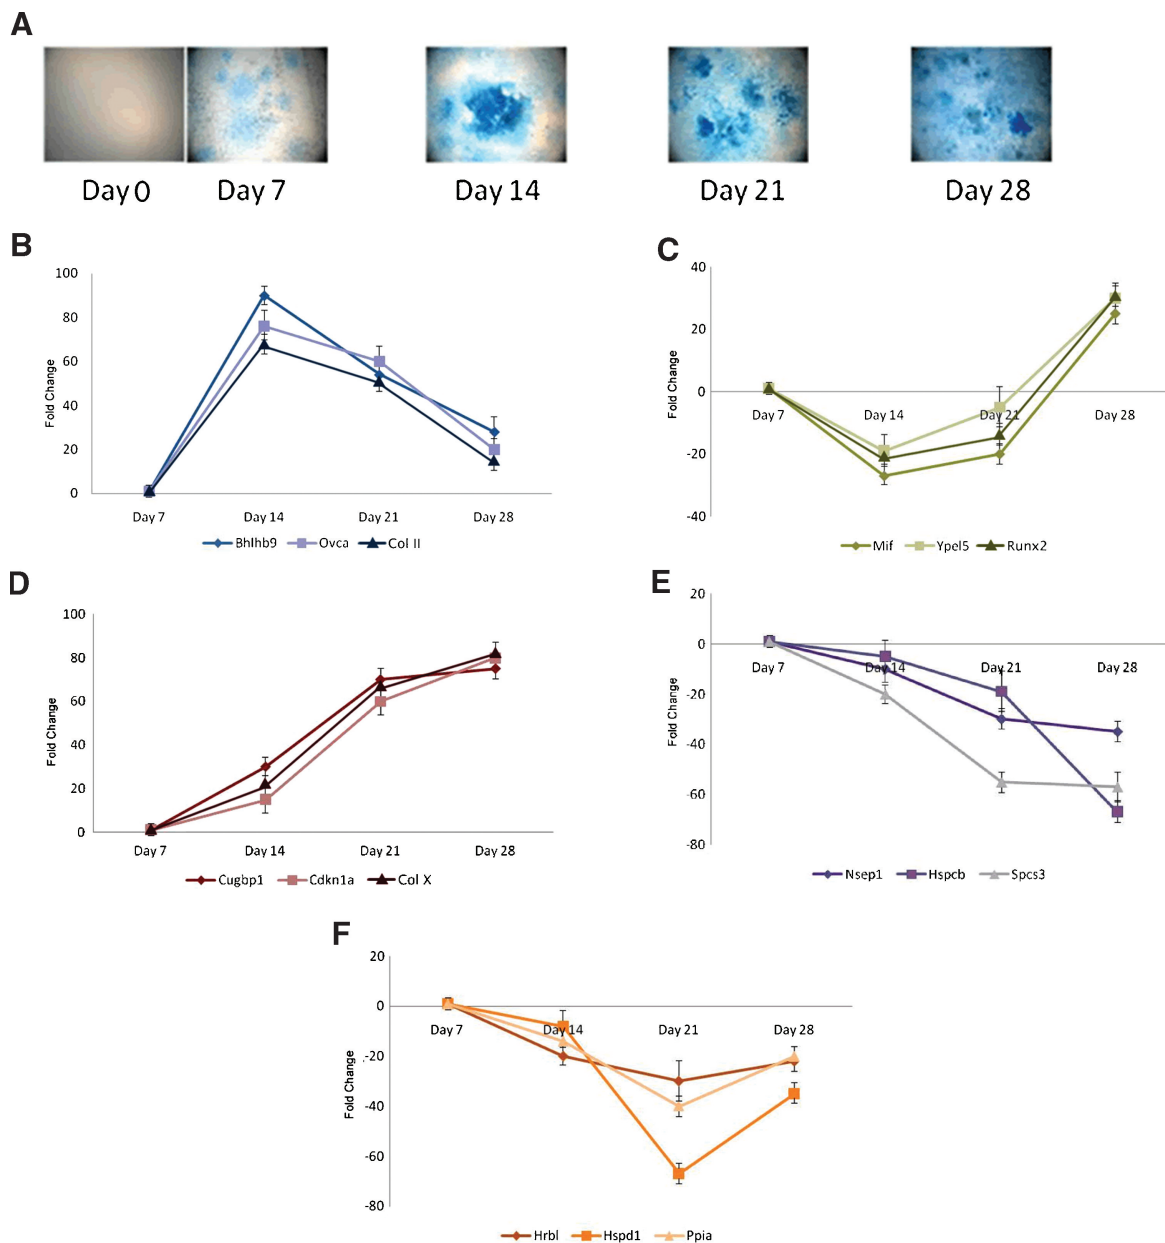 A
Day 0 Day 7 Day 14 Day 21 Day 28
B
100
80
60
40
20
0
Fold Change
Day 7 Day 14 Day 21 Day 28
Bhlhb9 Ovca Col II
C
40
20
0
-20
-40
Fold Change
Day 7 Day 14 Day 21 Day 28
Mif Ypel5 Runx2
D
100
80
60
40
20
0
Fold Change
Day 7 Day 14 Day 21 Day 28
Cugbp1 Cdkn1a Col X
E
20
0
-20
-40
-60
-80
Fold Change
Day 7 Day 14 Day 21 Day 28
Nsep1 Hspcb Spcs3
F
20
0
-20
-40
-60
-80
Fold Change
Day 7 Day 14 Day 21 Day 28
Hrbl Hspd1 Ppia